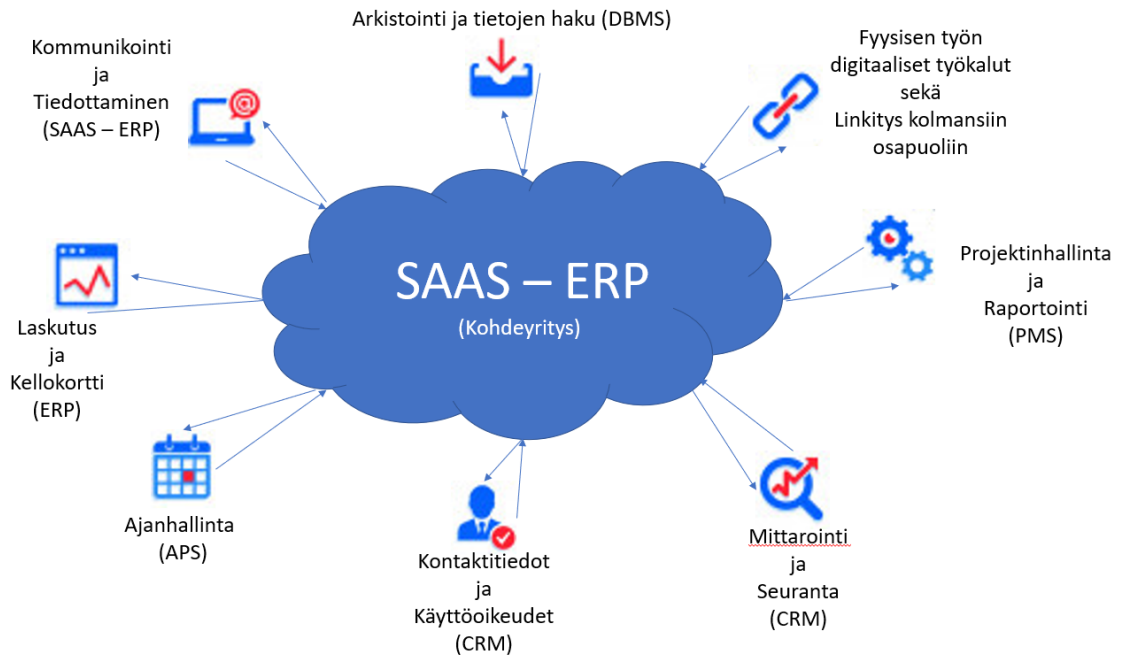 Arkistointi ja tietojen haku (DBMS)
Kommunikointi
ja
Tiedottaminen
(SAAS – ERP)
Fyysisen työn
digitaaliset työkalut
sekä
Linkitys kolmansiin
osapuoliin
SAAS – ERP
(Kohdeyritys)
Projektinhallinta
ja
Raportointi
(PMS)
Laskutus
ja
Kellokortti
(ERP)
Ajanhallinta
(APS)
Kontaktitiedot
ja
Käyttöoikeudet
(CRM)
Mittarointi
ja
Seuranta
(CRM)